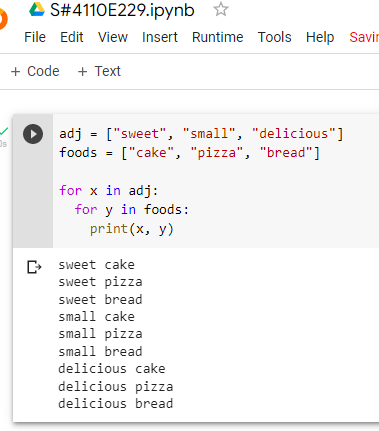 S#4110E229.ipynb
File Edit View Insert Runtime Tools Help Savin
+ Code + Text
adj = ["sweet", "small", "delicious"]
foods = ["cake", "pizza", "bread"]
for x in adj:
  for y in foods:
    print(x, y)
sweet cake
sweet pizza
sweet bread
small cake
small pizza
small bread
delicious cake
delicious pizza
delicious bread